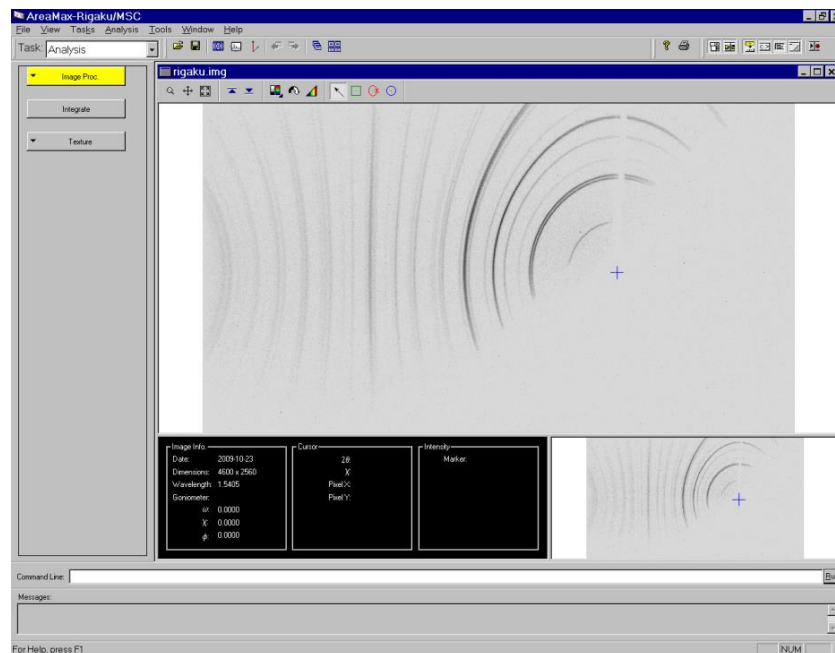 AreaMax-Rigaku/MSC
File View Tasks Analysis Tools Window Help
Task: Analysis
Image Proc.
Integrate
Texture
rigaku.img
Image Info.
Date: 2009-10-23
Dimensions: 4600 x 2560
Wavelength: 1.5405
Goniometer:
ω: 0.0000
χ: 0.0000
ϕ: 0.0000
Cursor
2θ:
χ:
Pixel X:
Pixel Y:
Intensity
Marker:
Command Line:
Messages:
For Help, press F1
NUM